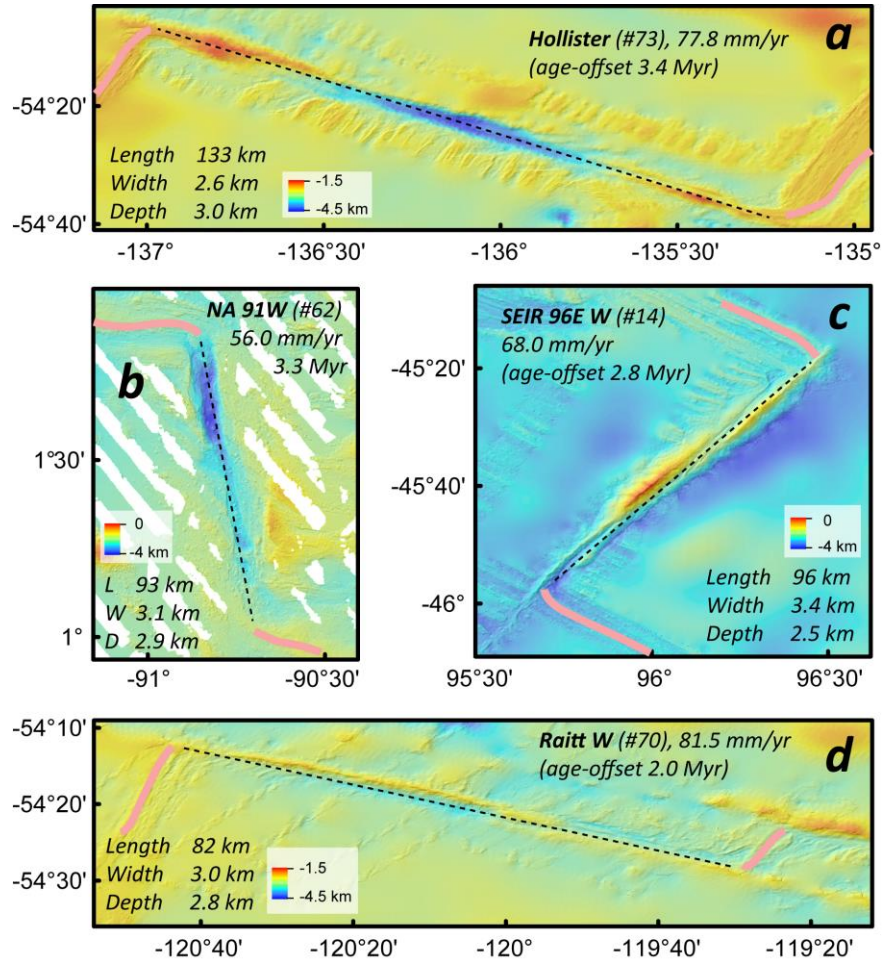 Hollister (#73), 77.8 mm/yr
(age-offset 3.4 Myr)
a
-54°20'
-54°40'
Length 133 km
Width 2.6 km
Depth 3.0 km
-1.5
-4.5 km
-137°
-136°30'
-136°
-135°30'
-135°
NA 91W (#62)
56.0 mm/yr
3.3 Myr
b
1°30'
1°
0
-4 km
L 93 km
W 3.1 km
D 2.9 km
-91°
-90°30'
SEIR 96E W (#14)
68.0 mm/yr
(age-offset 2.8 Myr)
c
-45°20'
-45°40'
-46°
0
-4 km
Length 96 km
Width 3.4 km
Depth 2.5 km
95°30'
96°
96°30'
Raitt W (#70), 81.5 mm/yr
(age-offset 2.0 Myr)
d
-54°10'
-54°20'
-54°30'
Length 82 km
Width 3.0 km
Depth 2.8 km
-1.5
-4.5 km
-120°40'
-120°20'
-120°
-119°40'
-119°20'